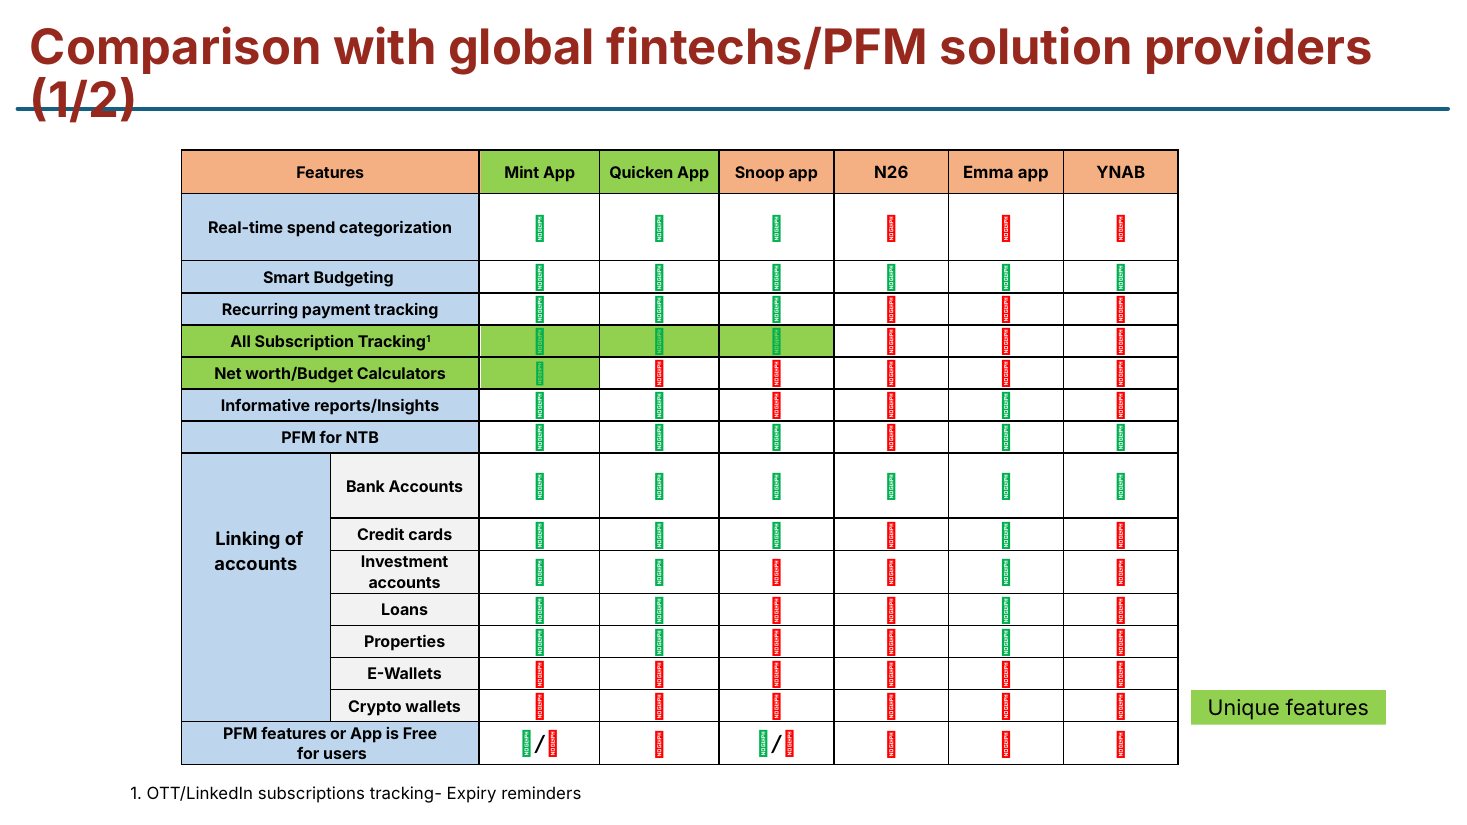 Comparison with global fintechs/PFM solution providers
(1/2)
Features Mint App Quicken App Snoop app N26 Emma app YNAB
Real-time spend categorization
Smart Budgeting
Recurring payment tracking
All Subscription Tracking¹
Net worth/Budget Calculators
Informative reports/Insights
PFM for NTB
Linking of
accounts
Bank Accounts
Credit cards
Investment
accounts
Loans
Properties
E-Wallets
Crypto wallets
PFM features or App is Free
for users
/ /
Unique features
1. OTT/LinkedIn subscriptions tracking- Expiry reminders